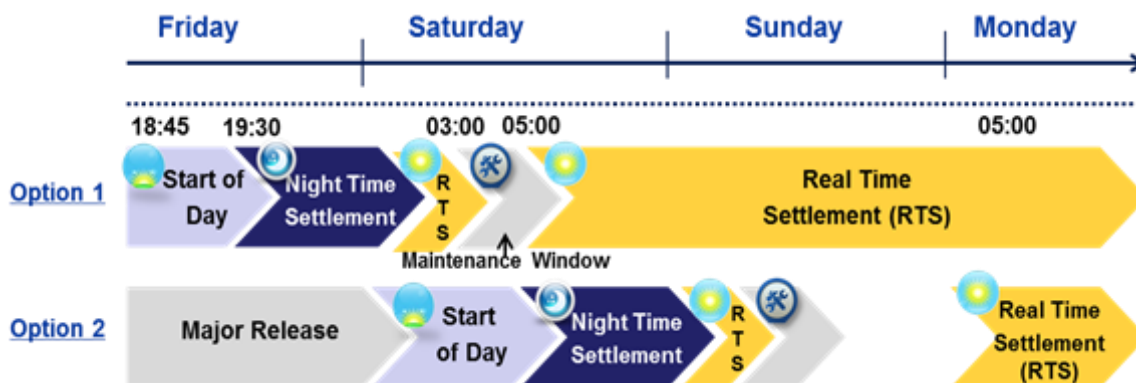 Friday Saturday Sunday Monday
18:45 19:30 03:00 05:00 05:00
Option 1
Start of
Day
Night Time
Settlement
R
T
S
Real Time
Settlement (RTS)
Maintenance Window
Option 2
Major Release
Start
of Day
Night Time
Settlement
R
T
S
Real Time
Settlement
(RTS)